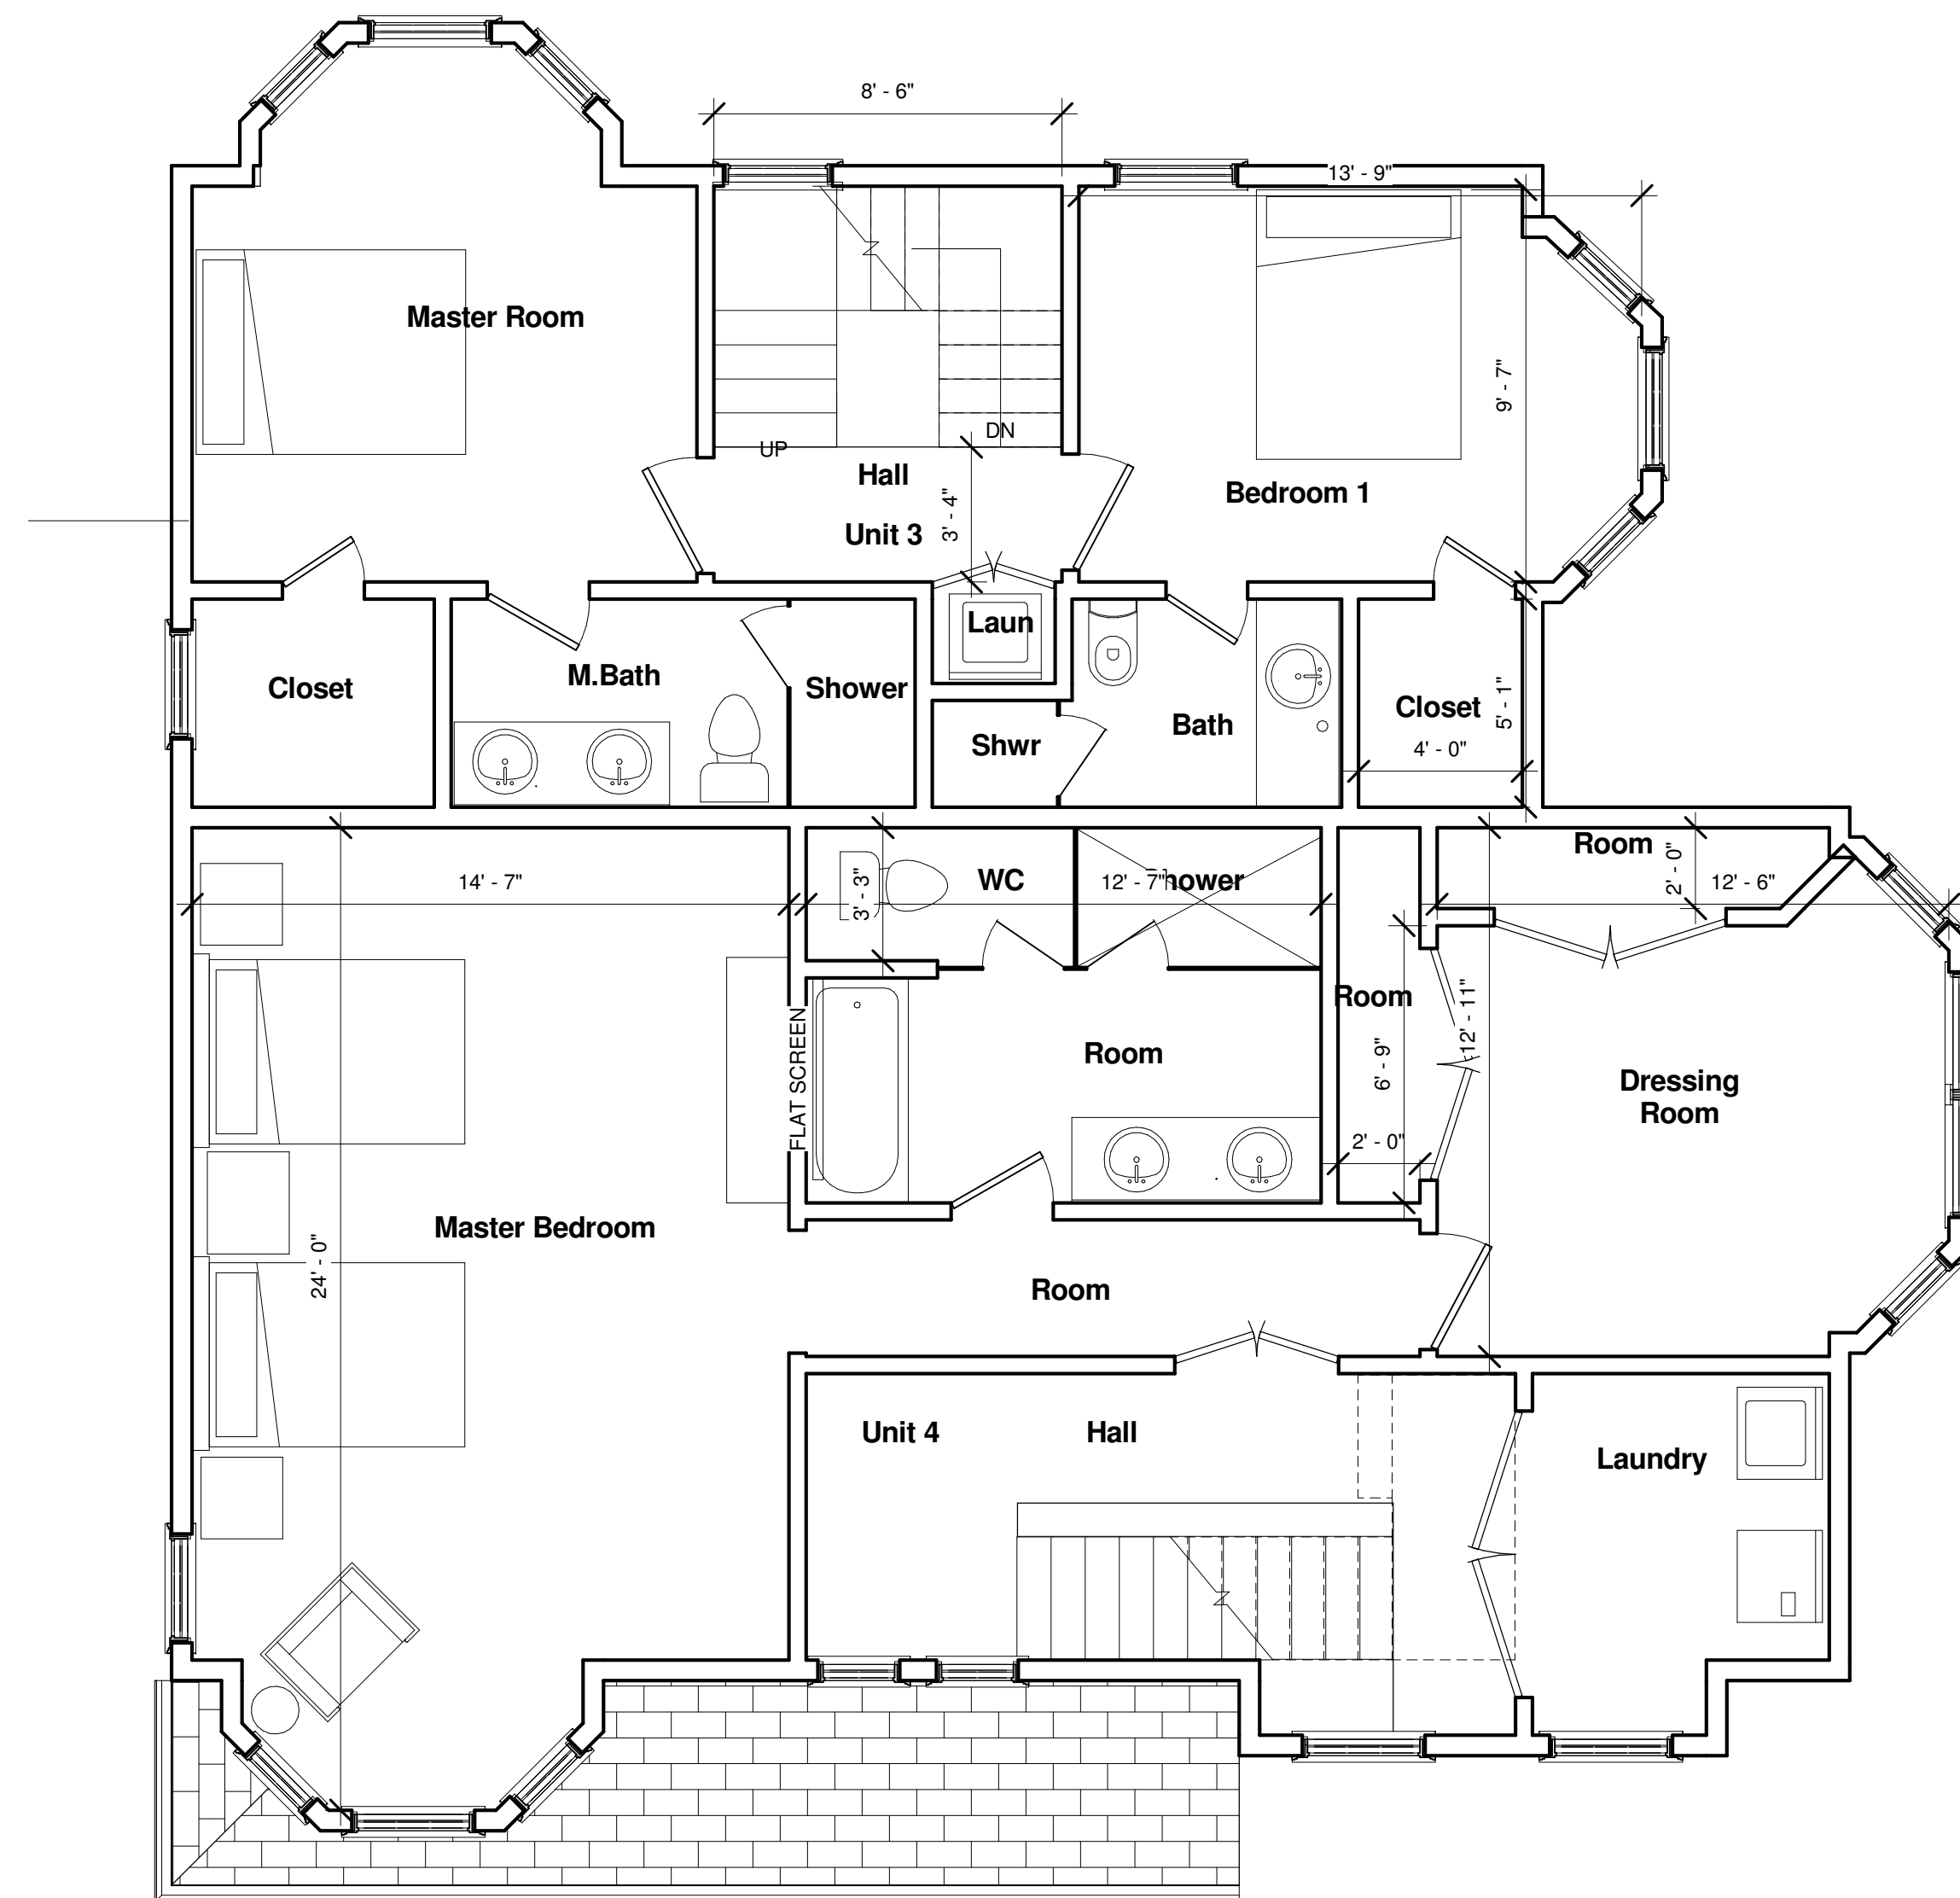 8' - 6"
13' - 9"
Master Room
9' - 7"
UP
DN
Hall
Unit 3
3' - 4"
Bedroom 1
Laun
Closet
M.Bath
Shower
Shwr
Bath
Closet
5' - 1"
4' - 0"
14' - 7"
3' - 3"
WC
12' - 7"
hower
Room
2' - 0"
12' - 6"
FLAT SCREEN
Room
Room
12' - 11"
6' - 9"
2' - 0"
Dressing
Room
Master Bedroom
24' - 0"
Room
Unit 4
Hall
Laundry